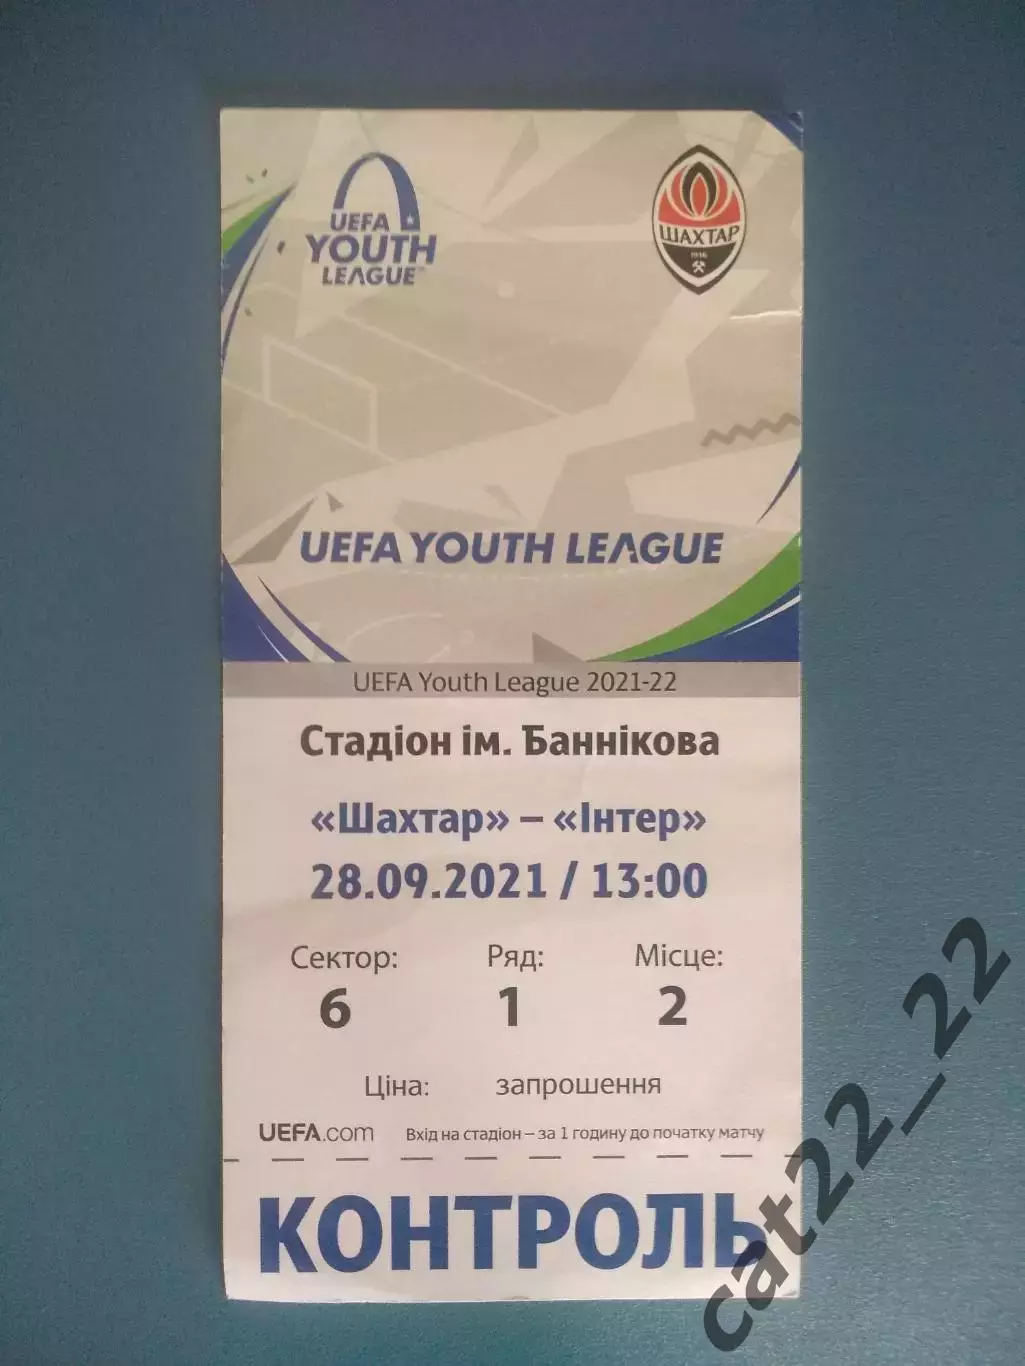 UEFA
YOUTH
LEAGUE™
ШАХТАР
1936
UEFA YOUTH LEAGUE
UEFA Youth League 2021-22
Стадіон ім. Баннікова
«Шахтар» – «Інтер»
28.09.2021 / 13:00
Сектор: Ряд: Місце:
6 1 2
Ціна: запрошення
UEFA.com Вхід на стадіон – за 1 годину до початку матчу
КОНТРОЛЬ
cat22_22